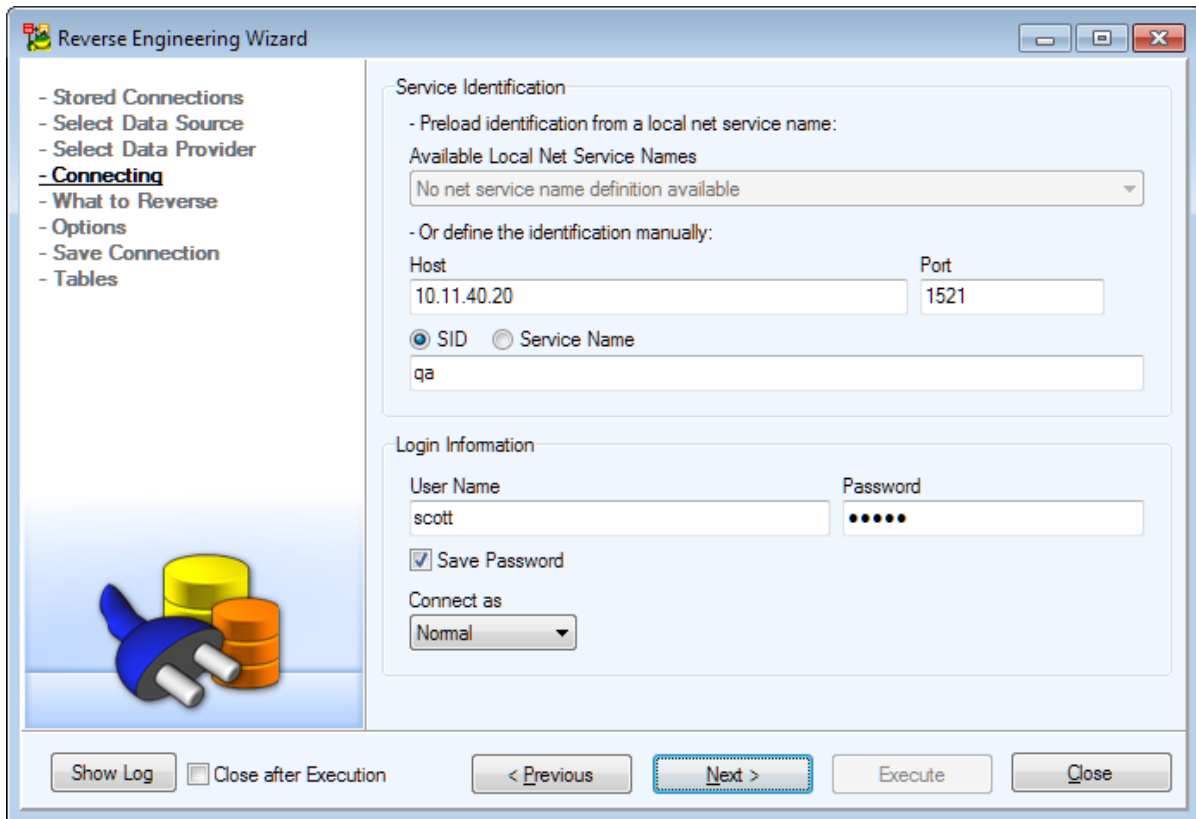 Reverse Engineering Wizard
- Stored Connections
- Select Data Source
- Select Data Provider
- Connecting
- What to Reverse
- Options
- Save Connection
- Tables
Service Identification
- Preload identification from a local net service name:
Available Local Net Service Names
No net service name definition available
- Or define the identification manually:
Host Port
10.11.40.20 1521
SID Service Name
qa
Login Information
User Name Password
scott •••••
Save Password
Connect as
Normal
Show Log Close after Execution < Previous Next > Execute Close